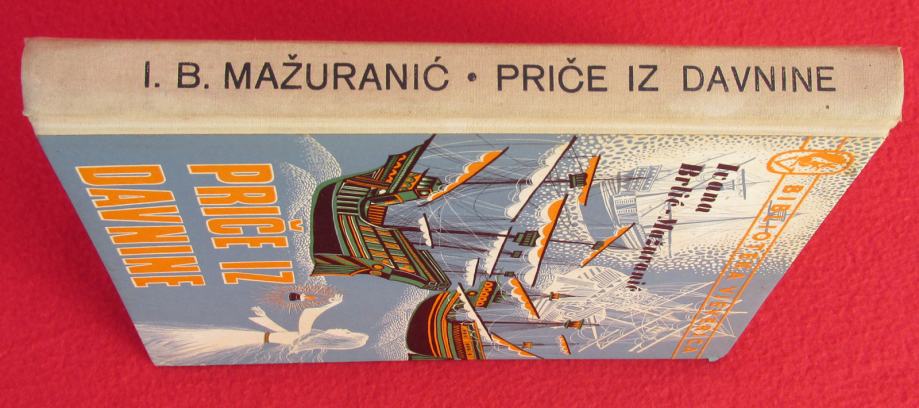 I. B. MAŽURANIĆ • PRIČE IZ DAVNINE
BIBLIOTEKA VJEVERICA
Ivana
Brlić-Mažuranić
PRIČE IZ
DAVNINE